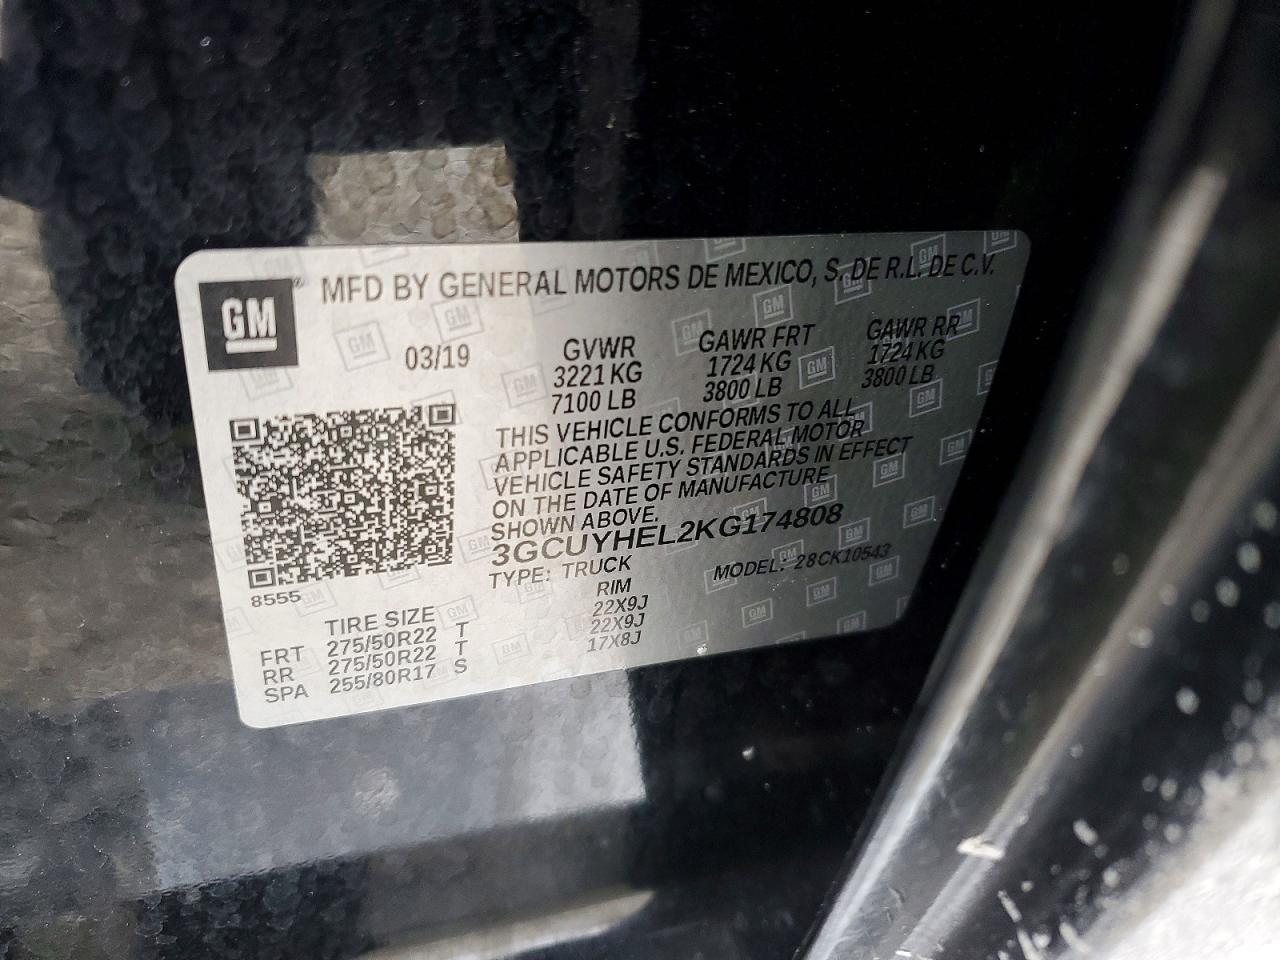 GM
MFD BY GENERAL MOTORS DE MEXICO, S. DE R.L. DE C.V.
03/19 GVWR GAWR FRT GAWR RR
3221 KG 1724 KG 1724 KG
7100 LB 3800 LB 3800 LB
THIS VEHICLE CONFORMS TO ALL
APPLICABLE U.S. FEDERAL MOTOR
VEHICLE SAFETY STANDARDS IN EFFECT
ON THE DATE OF MANUFACTURE
SHOWN ABOVE.
3GCUYHEL2KG174808
TYPE: TRUCK MODEL: 28CK10543
8555
TIRE SIZE RIM
FRT 275/50R22 T 22X9J
RR 275/50R22 T 22X9J
SPA 255/80R17 S 17X8J